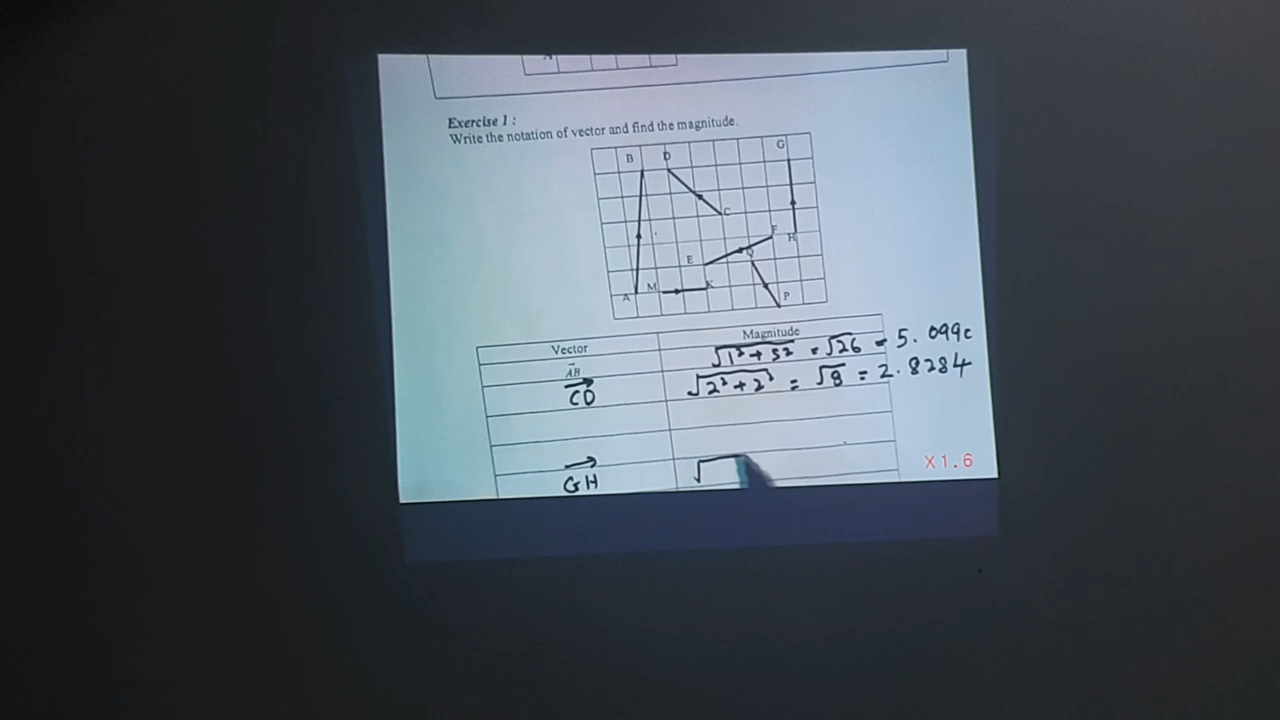 A
Exercise 1 :
Write the notation of vector and find the magnitude.
B D G
C
F H
E Q
A M K P
Vector Magnitude
AB √1² + 5² = √26 = 5.099c
CD √2² + 2² = √8 = 2.8284
GH √
X1.6